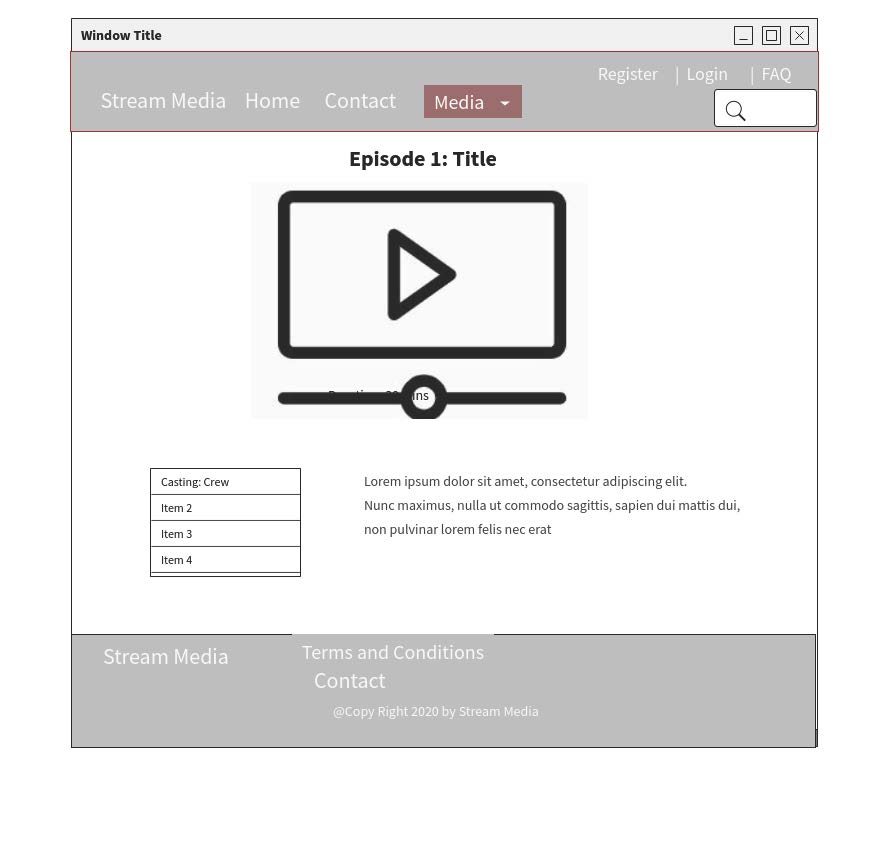 Window Title
Register | Login | FAQ
Stream Media Home Contact Media
Episode 1: Title
Casting: Crew
Item 2
Item 3
Item 4
Lorem ipsum dolor sit amet, consectetur adipiscing elit.
Nunc maximus, nulla ut commodo sagittis, sapien dui mattis dui,
non pulvinar lorem felis nec erat
Stream Media
Terms and Conditions
Contact
@Copy Right 2020 by Stream Media